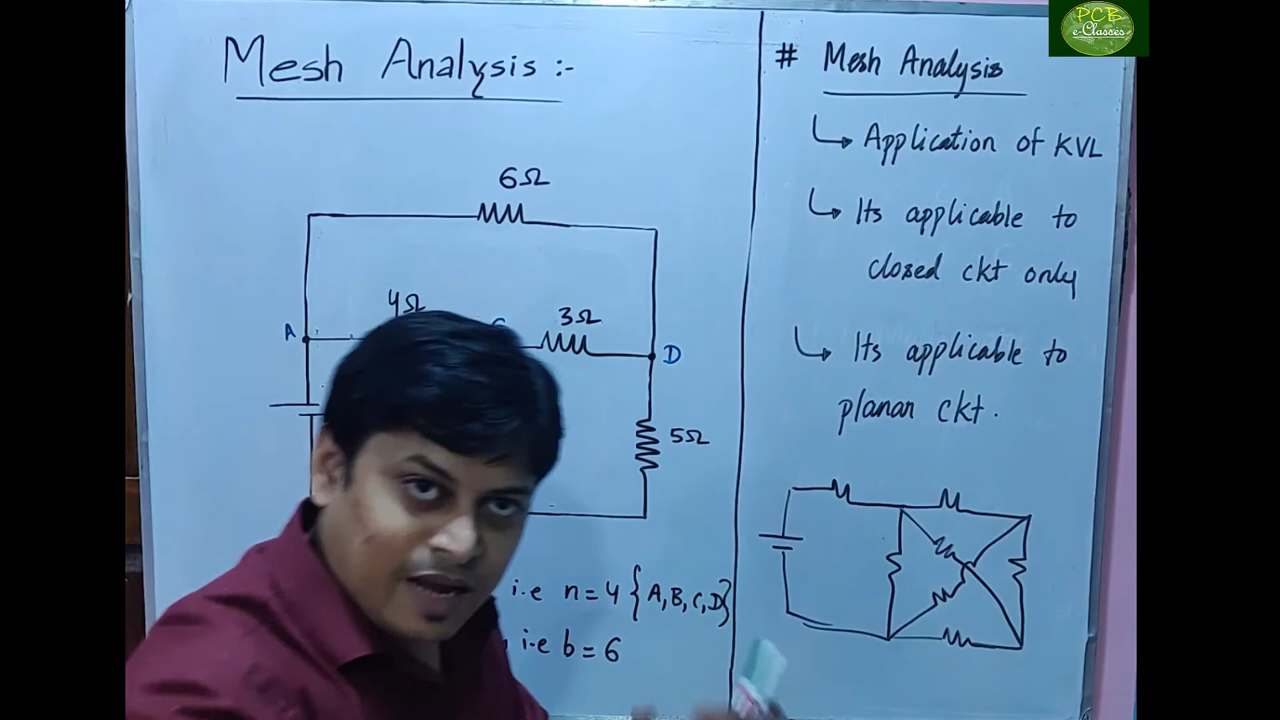 Mesh Analysis :-
6Ω
4Ω
3Ω
A
D
5Ω
i.e n = 4 {A, B, C, D}
i-e b = 6
# Mesh Analysis
↳ Application of KVL
↳ Its applicable to
closed ckt only
↳ Its applicable to
planar ckt.
PCB
e-Classes